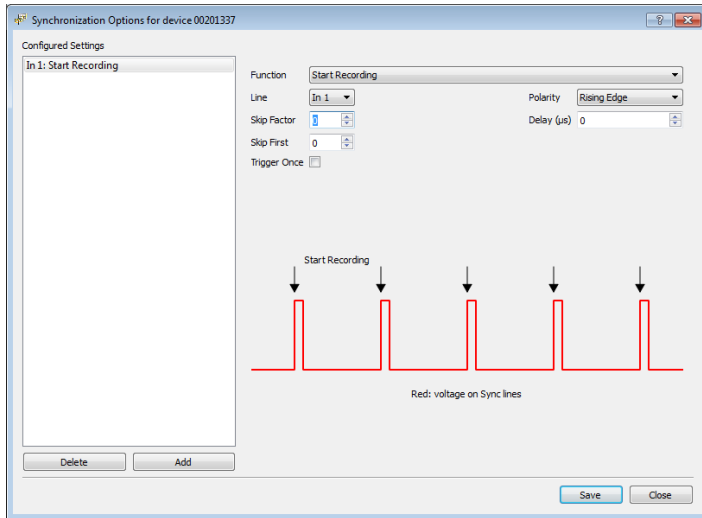 Synchronization Options for device 00201337
Configured Settings
In 1: Start Recording
Function Start Recording
Line In 1 Polarity Rising Edge
Skip Factor 0 Delay (µs) 0
Skip First 0
Trigger Once
Start Recording
Red: voltage on Sync lines
Delete Add
Save Close